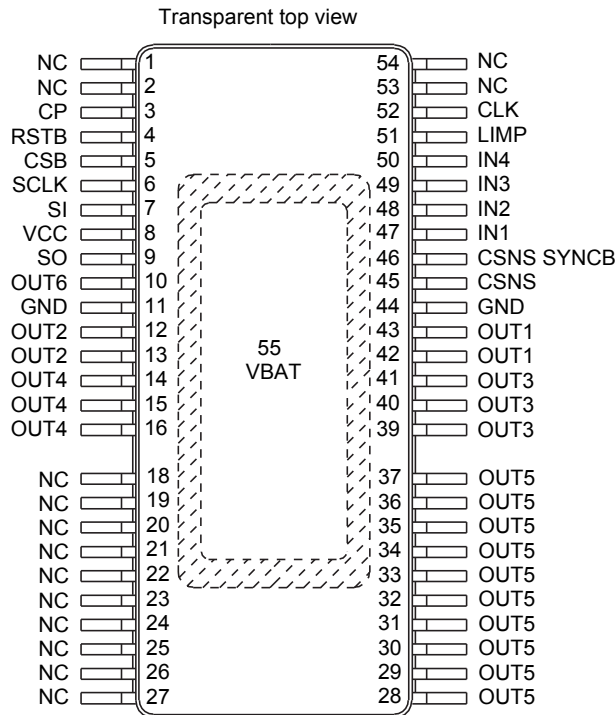 Transparent top view
NC 1 54 NC
NC 2 53 NC
CP 3 52 CLK
RSTB 4 51 LIMP
CSB 5 50 IN4
SCLK 6 49 IN3
SI 7 48 IN2
VCC 8 47 IN1
SO 9 46 CSNS SYNCB
OUT6 10 45 CSNS
GND 11 44 GND
OUT2 12 43 OUT1
OUT2 13 42 OUT1
OUT4 14 41 OUT3
OUT4 15 40 OUT3
OUT4 16 39 OUT3
55
VBAT
NC 18 37 OUT5
NC 19 36 OUT5
NC 20 35 OUT5
NC 21 34 OUT5
NC 22 33 OUT5
NC 23 32 OUT5
NC 24 31 OUT5
NC 25 30 OUT5
NC 26 29 OUT5
NC 27 28 OUT5